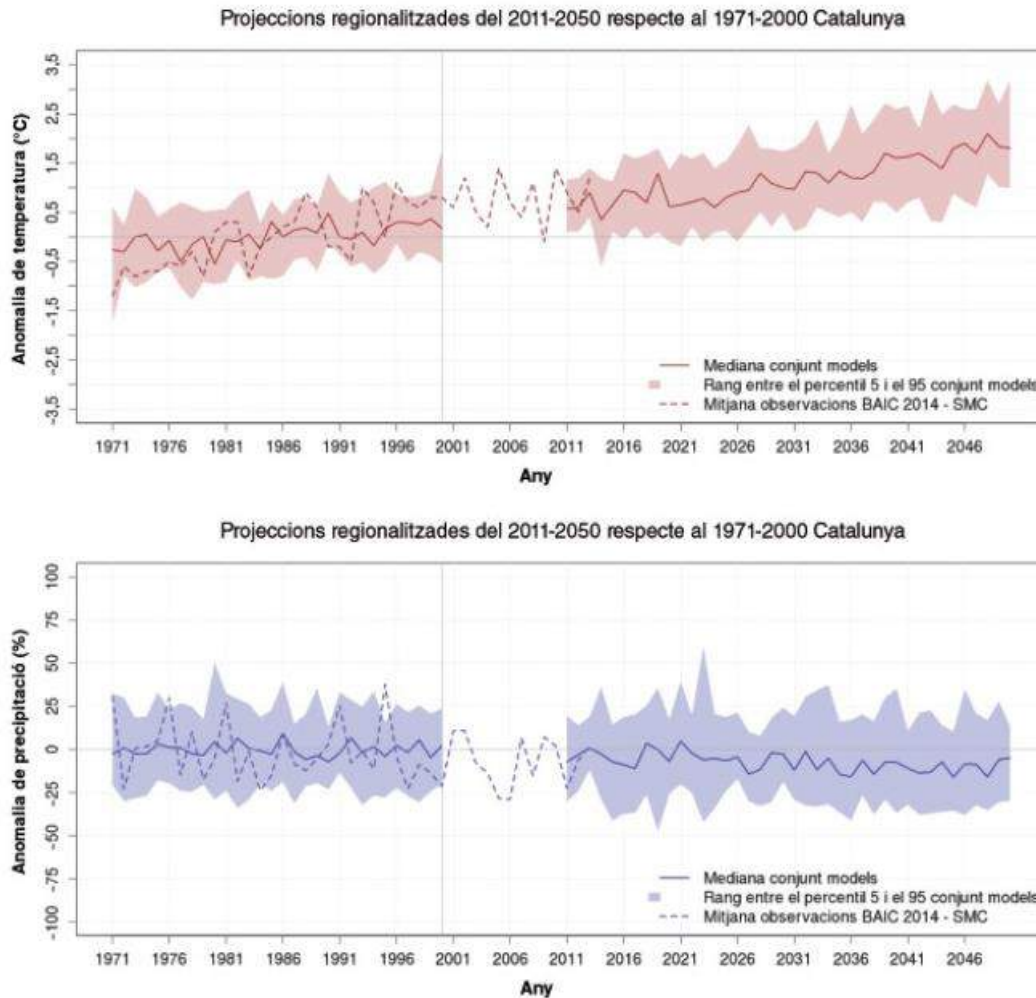 Projeccions regionalitzades del 2011-2050 respecte al 1971-2000 Catalunya
Anomalia de temperatura (°C)
3,5
2,5
1,5
0,5
-0,5
-1,5
-2,5
-3,5
Mediana conjunt models
Rang entre el percentil 5 i el 95 conjunt models
Mitjana observacions BAIC 2014 - SMC
1971 1976 1981 1986 1991 1996 2001 2006 2011 2016 2021 2026 2031 2036 2041 2046
Any
Projeccions regionalitzades del 2011-2050 respecte al 1971-2000 Catalunya
Anomalia de precipitació (%)
100
75
50
25
0
-25
-50
-75
-100
Mediana conjunt models
Rang entre el percentil 5 i el 95 conjunt models
Mitjana observacions BAIC 2014 - SMC
1971 1976 1981 1986 1991 1996 2001 2006 2011 2016 2021 2026 2031 2036 2041 2046
Any